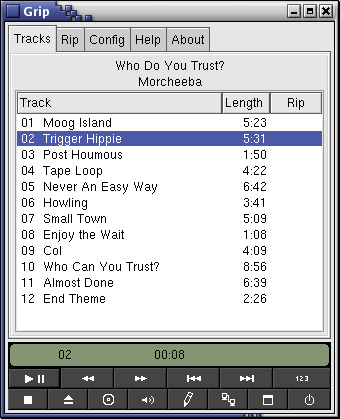 Grip
Tracks Rip Config Help About
Who Do You Trust?
Morcheeba
Track Length Rip
01 Moog Island 5:23
02 Trigger Hippie 5:31
03 Post Houmous 1:50
04 Tape Loop 4:22
05 Never An Easy Way 6:42
06 Howling 3:41
07 Small Town 5:09
08 Enjoy the Wait 1:08
09 Col 4:09
10 Who Can You Trust? 8:56
11 Almost Done 6:39
12 End Theme 2:26
02 00:08
123